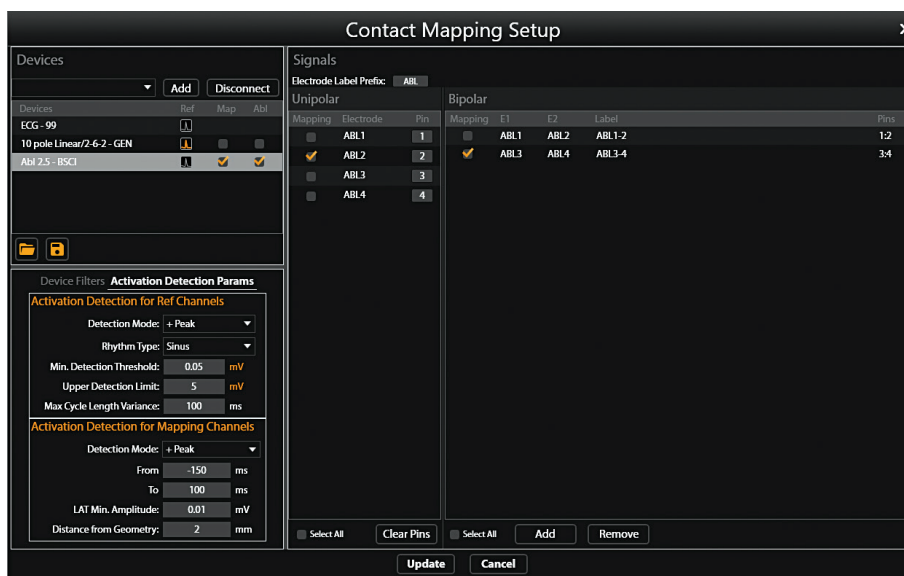 Contact Mapping Setup
Devices
Add Disconnect
Devices Ref Map Abl
ECG - 99
10 pole Linear/2-6-2 - GEN
Abl 2.5 - BSCI
Device Filters Activation Detection Params
Activation Detection for Ref Channels
Detection Mode: + Peak
Rhythm Type: Sinus
Min. Detection Threshold: 0.05 mV
Upper Detection Limit: 5 mV
Max Cycle Length Variance: 100 ms
Activation Detection for Mapping Channels
Detection Mode: + Peak
From -150 ms
To 100 ms
LAT Min. Amplitude: 0.01 mV
Distance from Geometry: 2 mm
Signals
Electrode Label Prefix: ABL
Unipolar
Mapping Electrode Pin
ABL1 1
ABL2 2
ABL3 3
ABL4 4
Select All Clear Pins
Bipolar
Mapping E1 E2 Label Pins
ABL1 ABL2 ABL1-2 1:2
ABL3 ABL4 ABL3-4 3:4
Select All Add Remove
Update Cancel